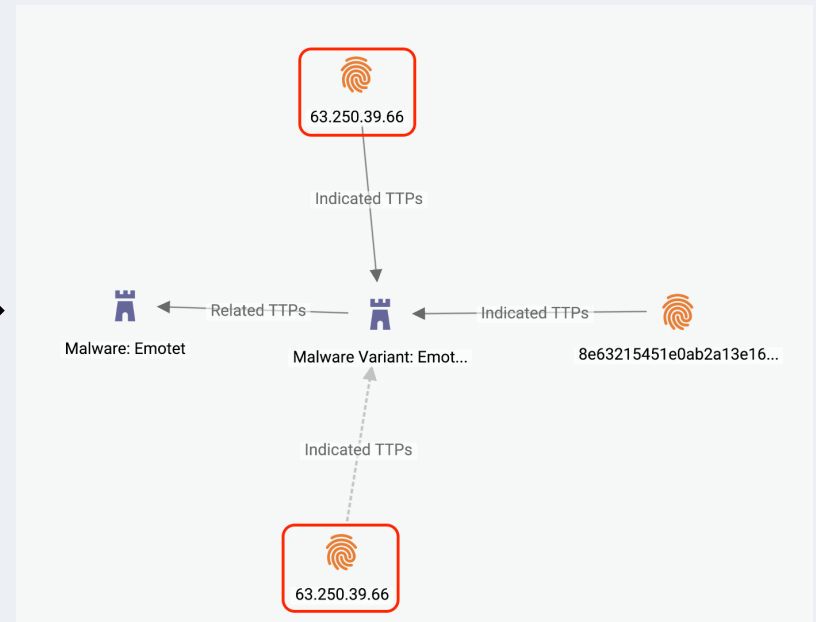 63.250.39.66
Indicated TTPs
Related TTPs
Indicated TTPs
Malware: Emotet
Malware Variant: Emot...
8e63215451e0ab2a13e16...
Indicated TTPs
63.250.39.66